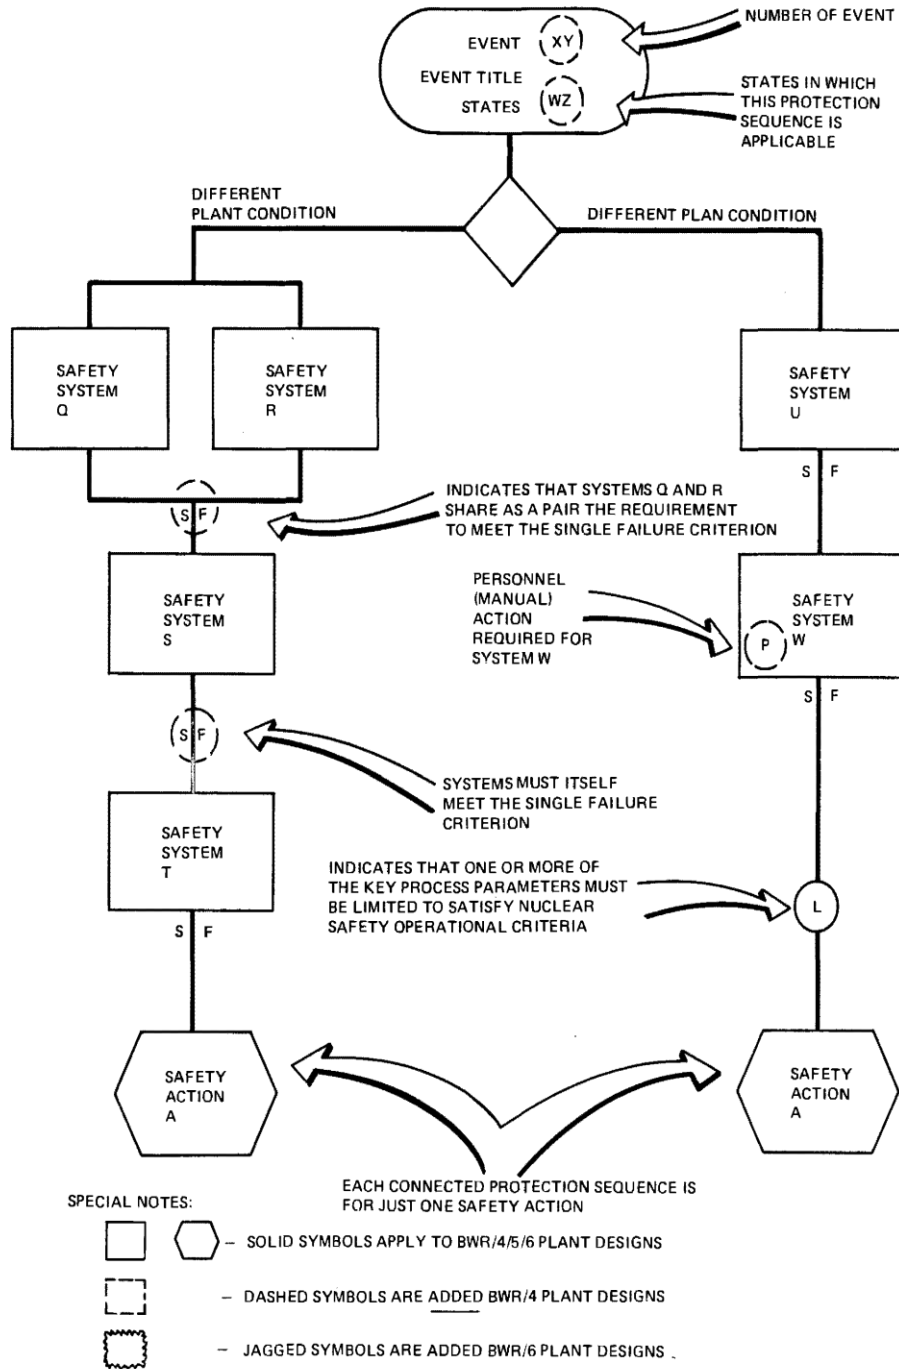 NUMBER OF EVENT
EVENT XY
EVENT TITLE
STATES WZ
STATES IN WHICH
THIS PROTECTION
SEQUENCE IS
APPLICABLE
DIFFERENT
PLANT CONDITION
DIFFERENT PLAN CONDITION
SAFETY
SYSTEM
Q
SAFETY
SYSTEM
R
SAFETY
SYSTEM
U
S F
S F
INDICATES THAT SYSTEMS Q AND R
SHARE AS A PAIR THE REQUIREMENT
TO MEET THE SINGLE FAILURE CRITERION
SAFETY
SYSTEM
S
PERSONNEL
(MANUAL)
ACTION
REQUIRED FOR
SYSTEM W
SAFETY
SYSTEM
W
P
S F
S F
SYSTEMS MUST ITSELF
MEET THE SINGLE FAILURE
CRITERION
SAFETY
SYSTEM
T
INDICATES THAT ONE OR MORE OF
THE KEY PROCESS PARAMETERS MUST
BE LIMITED TO SATISFY NUCLEAR
SAFETY OPERATIONAL CRITERIA
L
S F
SAFETY
ACTION
A
SAFETY
ACTION
A
EACH CONNECTED PROTECTION SEQUENCE IS
FOR JUST ONE SAFETY ACTION
SPECIAL NOTES:
– SOLID SYMBOLS APPLY TO BWR/4/5/6 PLANT DESIGNS
– DASHED SYMBOLS ARE ADDED BWR/4 PLANT DESIGNS
– JAGGED SYMBOLS ARE ADDED BWR/6 PLANT DESIGNS